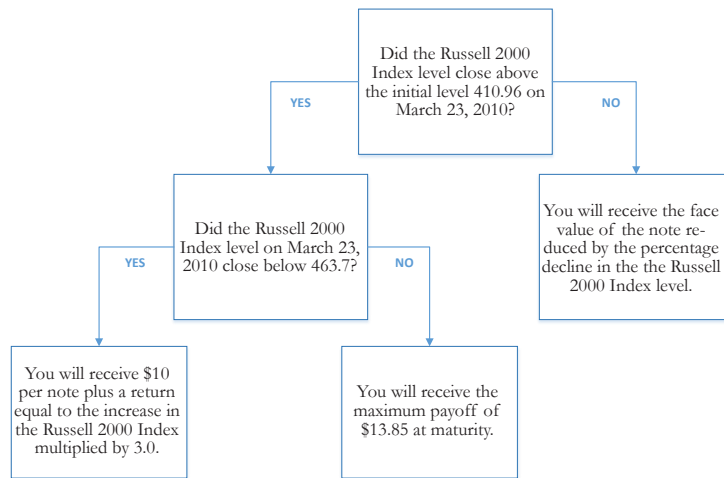 Did the Russell 2000
Index level close above
the initial level 410.96 on
March 23, 2010?
YES
NO
Did the Russell 2000
Index level on March 23,
2010 close below 463.7?
You will receive the face
value of the note re-
duced by the percentage
decline in the the Russell
2000 Index level.
YES
NO
You will receive $10
per note plus a return
equal to the increase in
the Russell 2000 Index
multiplied by 3.0.
You will receive the
maximum payoff of
$13.85 at maturity.